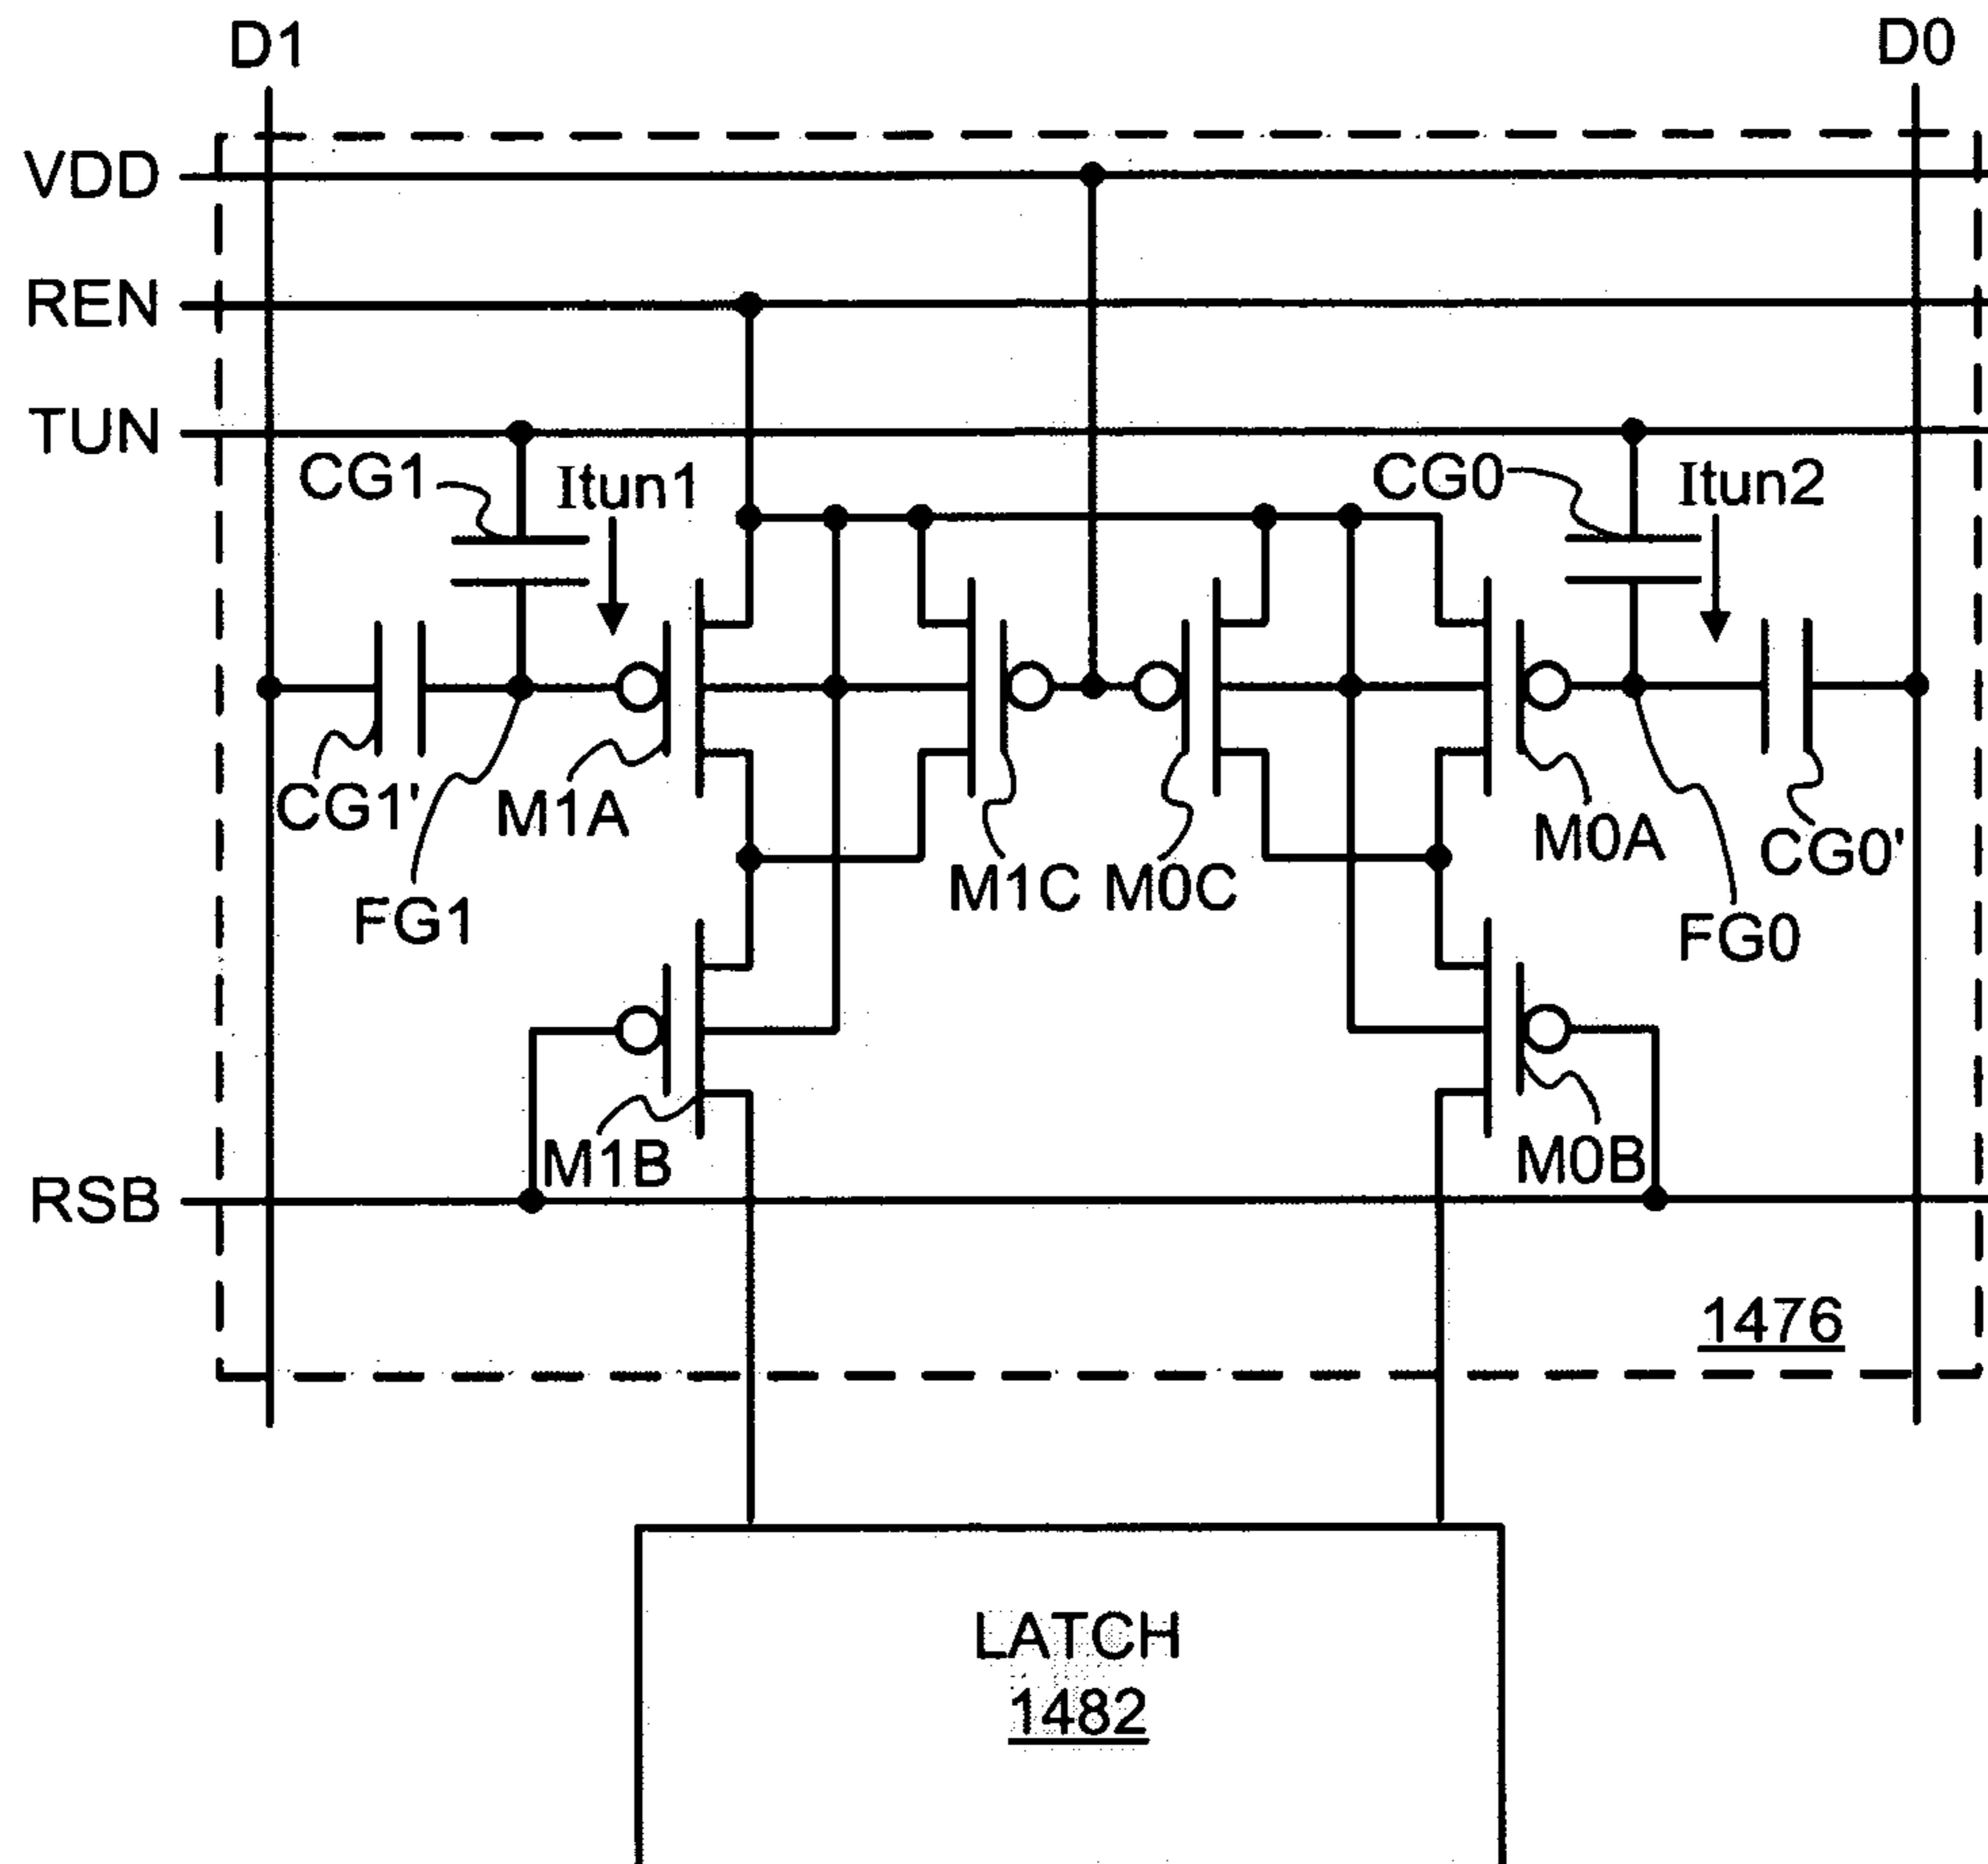 D1
D0
VDD
REN
TUN
CG1
Itun1
CG0
Itun2
CG1'
M1A
FG1
M1C
M0C
M0A
CG0'
FG0
M1B
M0B
RSB
1476
LATCH
1482